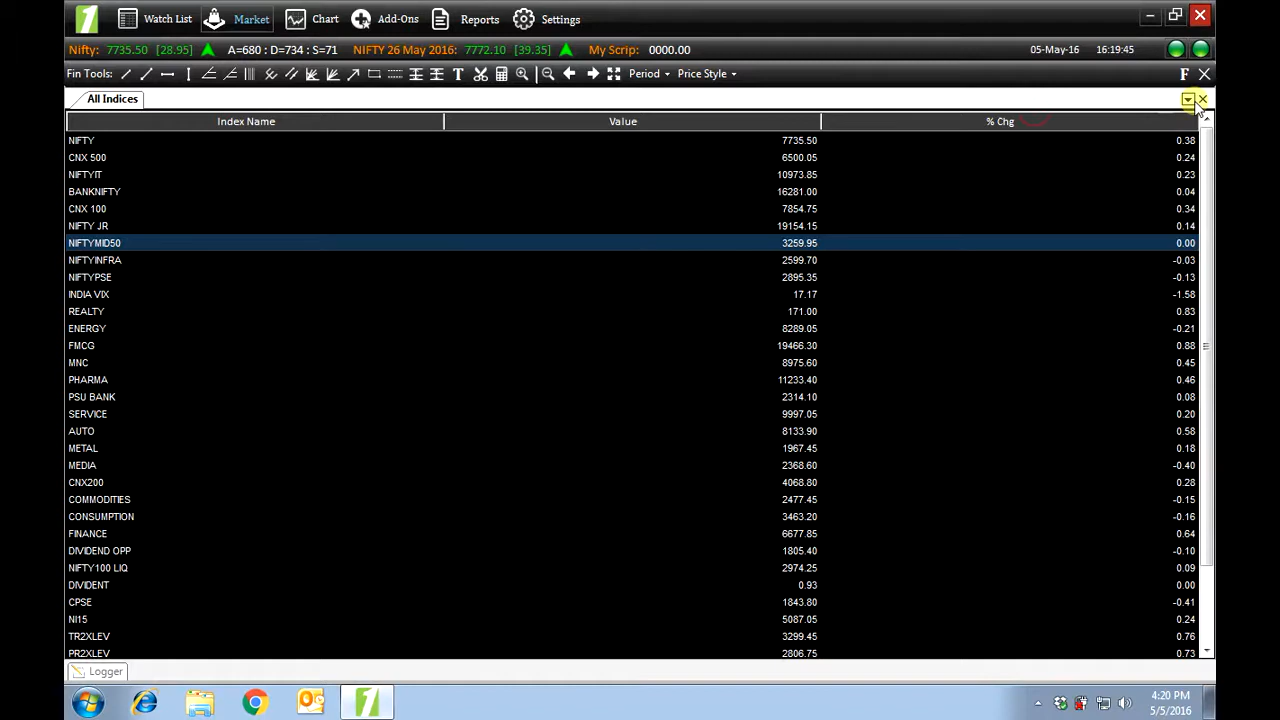 Watch List Market Chart Add-Ons Reports Settings
Nifty: 7735.50 [28.95] A=680 ; D=734 ; S=71 NIFTY 26 May 2016: 7772.10 [39.35] My Scrip: 0000.00 05-May-16 16:19:45
Fin Tools: T Period Price Style F
All Indices
Index Name Value % Chg
NIFTY 7735.50 0.38
CNX 500 6500.05 0.24
NIFTYIT 10973.85 0.23
BANKNIFTY 16281.00 0.04
CNX 100 7854.75 0.34
NIFTY JR 19154.15 0.14
NIFTYMID50 3259.95 0.00
NIFTYINFRA 2599.70 -0.03
NIFTYPSE 2895.35 -0.13
INDIA VIX 17.17 -1.58
REALTY 171.00 0.83
ENERGY 8289.05 -0.21
FMCG 19466.30 0.88
MNC 8975.60 0.45
PHARMA 11233.40 0.46
PSU BANK 2314.10 0.08
SERVICE 9997.05 0.20
AUTO 8133.90 0.58
METAL 1967.45 0.18
MEDIA 2368.60 -0.40
CNX200 4068.80 0.28
COMMODITIES 2477.45 -0.15
CONSUMPTION 3463.20 -0.16
FINANCE 6677.85 0.64
DIVIDEND OPP 1805.40 -0.10
NIFTY100 LIQ 2974.25 0.09
DIVIDENT 0.93 0.00
CPSE 1843.80 -0.41
NI15 5087.05 0.24
TR2XLEV 3299.45 0.76
PR2XLEV 2806.75 0.73
Logger
4:20 PM
5/5/2016